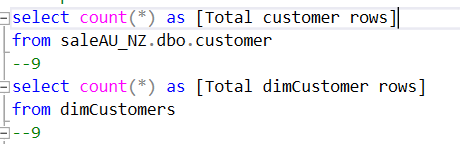 select count(*) as [Total customer rows]
from saleAU_NZ.dbo.customer
--9
select count(*) as [Total dimCustomer rows]
from dimCustomers
--9